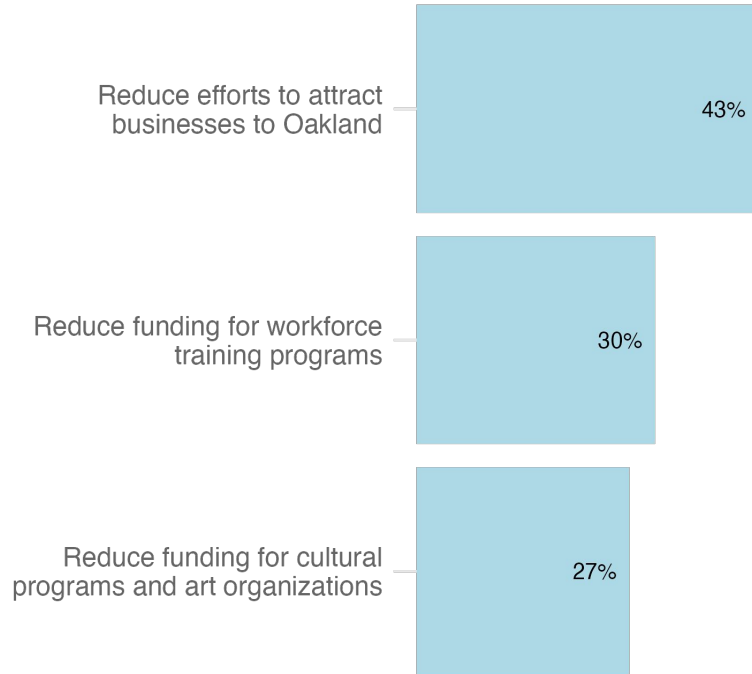 Reduce efforts to attract
businesses to Oakland
43%
Reduce funding for workforce
training programs
30%
Reduce funding for cultural
programs and art organizations
27%